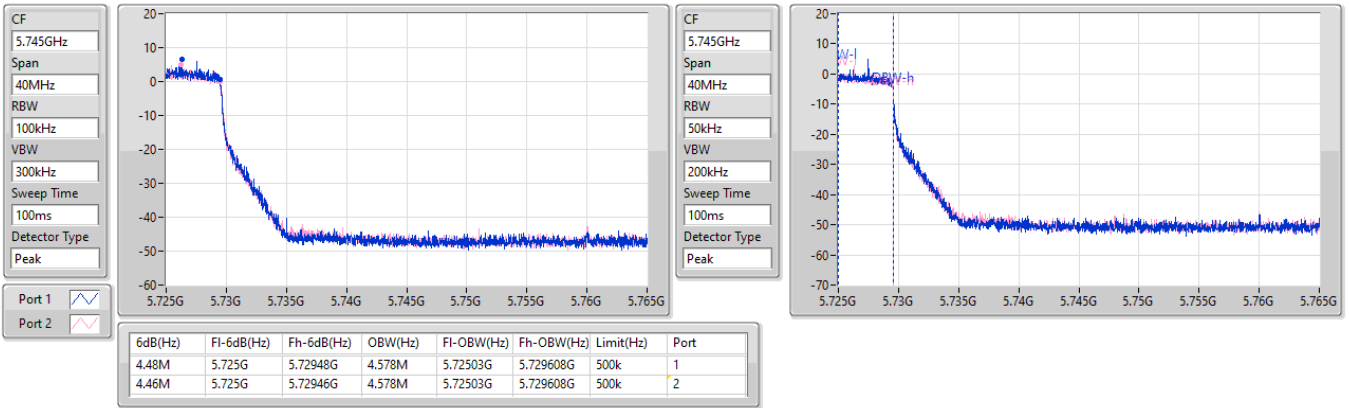 CF
5.745GHz
Span
40MHz
RBW
100kHz
VBW
300kHz
Sweep Time
100ms
Detector Type
Peak
Port 1
Port 2
20
10
0
-10
-20
-30
-40
-50
-60
5.725G 5.73G 5.735G 5.74G 5.745G 5.75G 5.755G 5.76G 5.765G
CF
5.745GHz
Span
40MHz
RBW
50kHz
VBW
200kHz
Sweep Time
100ms
Detector Type
Peak
20
10
0
-10
-20
-30
-40
-50
-60
-70
W-l
OBW-h
5.725G 5.73G 5.735G 5.74G 5.745G 5.75G 5.755G 5.76G 5.765G
6dB(Hz) Fl-6dB(Hz) Fh-6dB(Hz) OBW(Hz) Fl-OBW(Hz) Fh-OBW(Hz) Limit(Hz) Port
4.48M 5.725G 5.72948G 4.578M 5.72503G 5.729608G 500k 1
4.46M 5.725G 5.72946G 4.578M 5.72503G 5.729608G 500k 2